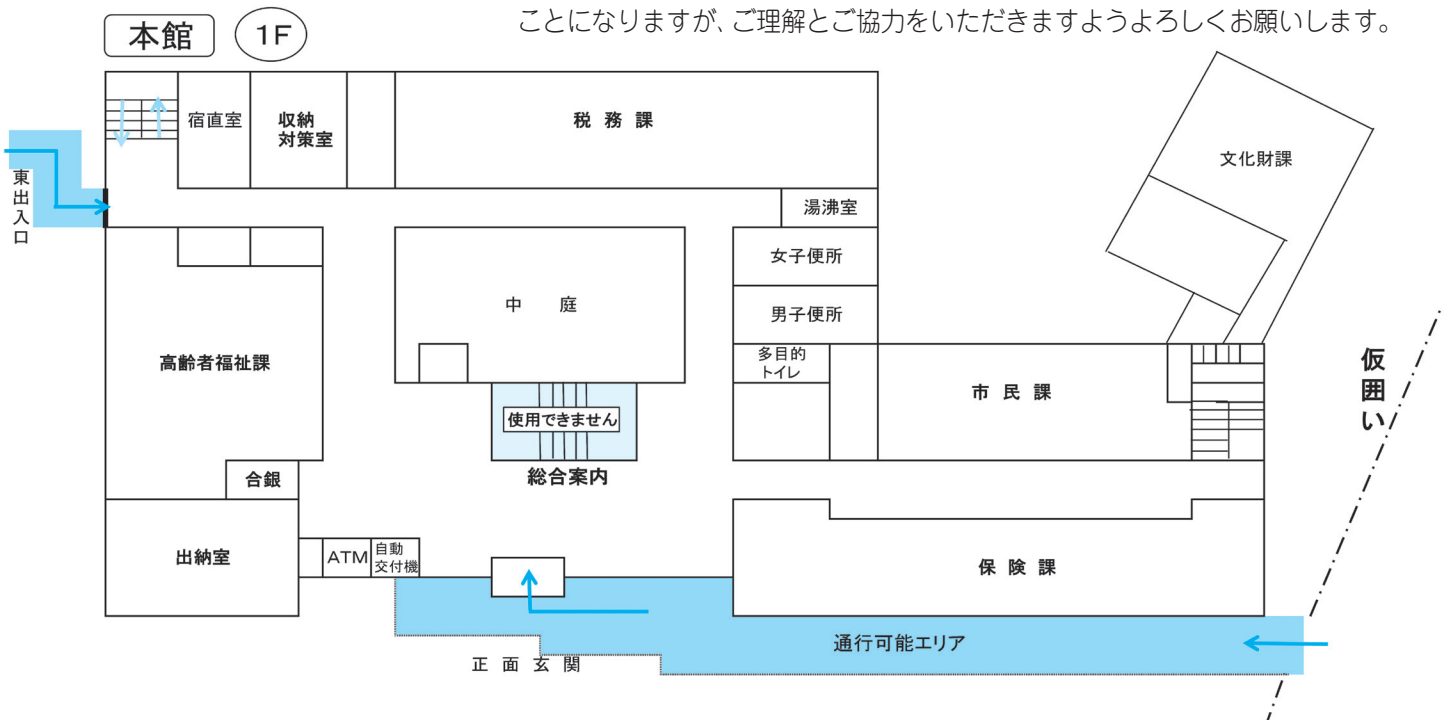 ことになりますが、ご理解とご協力をいただきますようよろしくお願いします。
本館
1F
宿直室
収納
対策室
税務課
東出入口
湯沸室
文化財課
女子便所
中庭
男子便所
高齢者福祉課
多目的
トイレ
市民課
仮囲い
使用できません
総合案内
合銀
出納室
ATM
自動
交付機
保険課
通行可能エリア
正面玄関